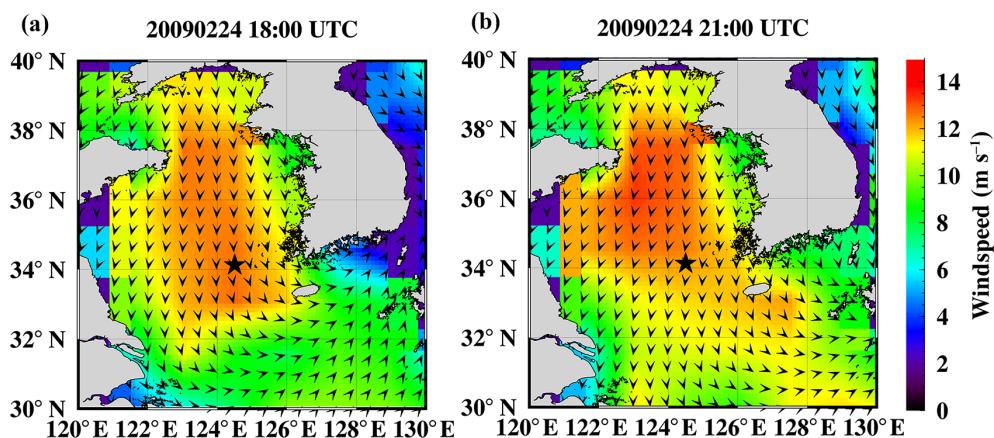 (a)
20090224 18:00 UTC
40° N
38° N
36° N
34° N
32° N
30° N
120° E 122° E 124° E 126° E 128° E 130° E
(b)
20090224 21:00 UTC
40° N
38° N
36° N
34° N
32° N
30° N
120° E 122° E 124° E 126° E 128° E 130° E
14
12
10
8
6
4
2
0
Windspeed (m s⁻¹)